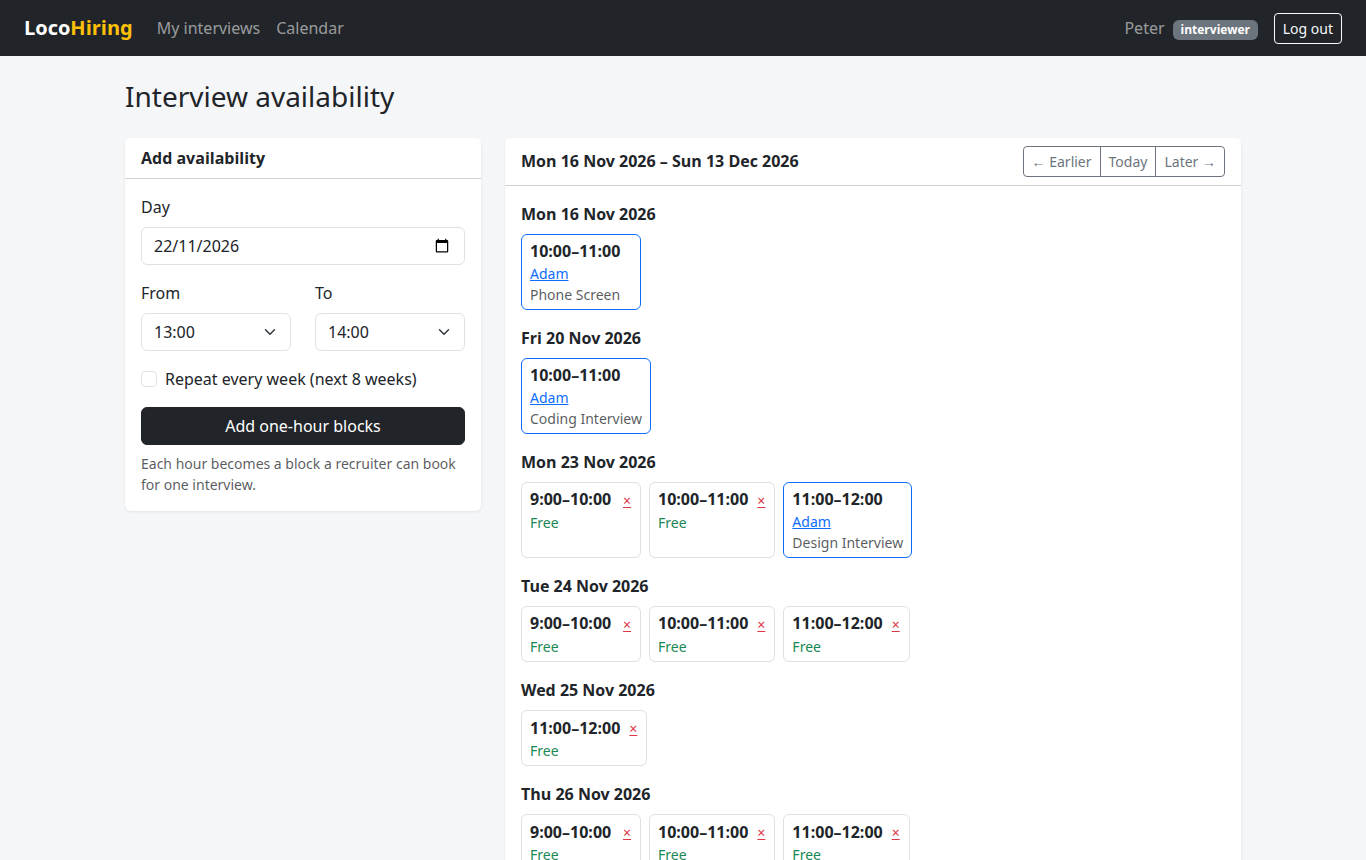 LocoHiring My interviews Calendar Peter interviewer Log out
Interview availability
Add availability
Day
22/11/2026
From To
13:00 14:00
Repeat every week (next 8 weeks)
Add one-hour blocks
Each hour becomes a block a recruiter can book
for one interview.
Mon 16 Nov 2026 – Sun 13 Dec 2026 ← Earlier Today Later →
Mon 16 Nov 2026
10:00–11:00
Adam
Phone Screen
Fri 20 Nov 2026
10:00–11:00
Adam
Coding Interview
Mon 23 Nov 2026
9:00–10:00 × 10:00–11:00 × 11:00–12:00
Free Free Adam
Design Interview
Tue 24 Nov 2026
9:00–10:00 × 10:00–11:00 × 11:00–12:00 ×
Free Free Free
Wed 25 Nov 2026
11:00–12:00 ×
Free
Thu 26 Nov 2026
9:00–10:00 × 10:00–11:00 × 11:00–12:00 ×
Free Free Free